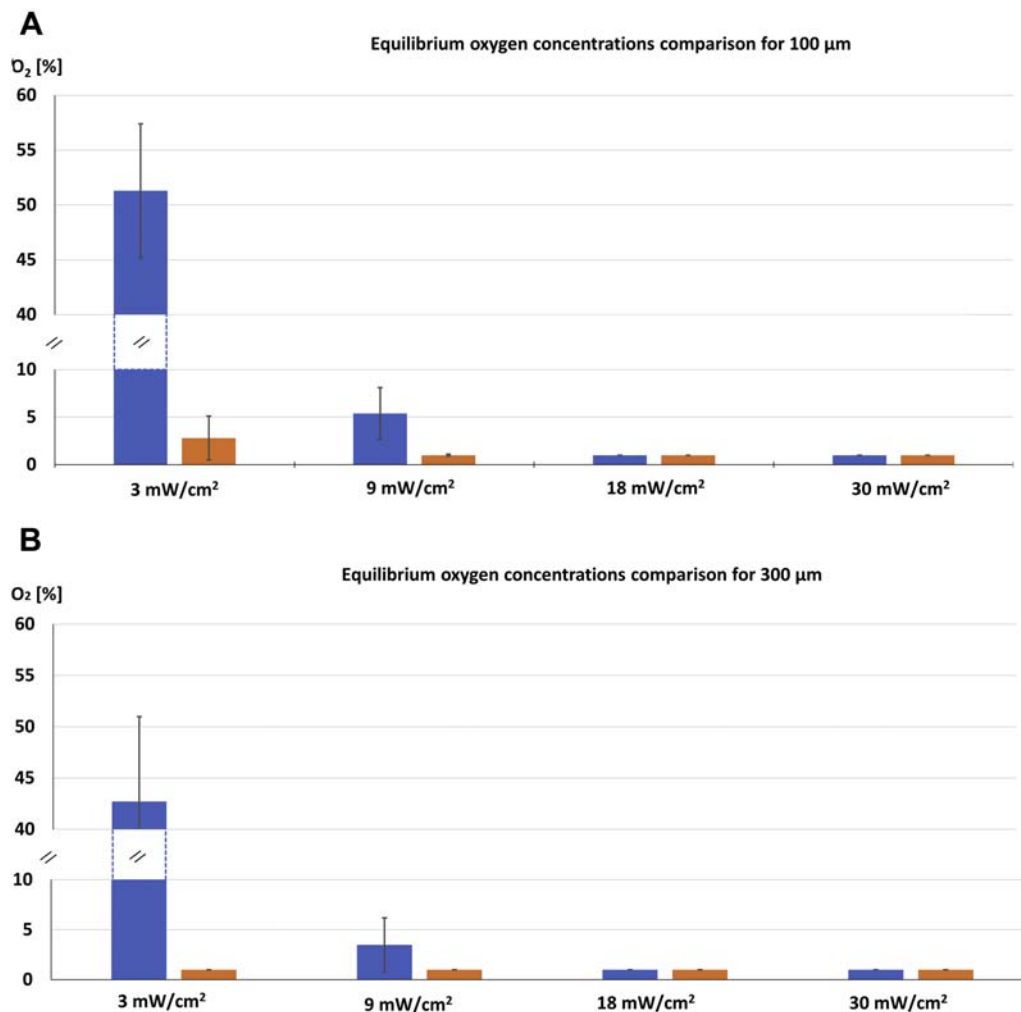 A
Equilibrium oxygen concentrations comparison for 100 µm
O₂ [%]
60
55
50
45
40
10
5
0
3 mW/cm²
9 mW/cm²
18 mW/cm²
30 mW/cm²
B
Equilibrium oxygen concentrations comparison for 300 µm
O₂ [%]
60
55
50
45
40
10
5
0
3 mW/cm²
9 mW/cm²
18 mW/cm²
30 mW/cm²